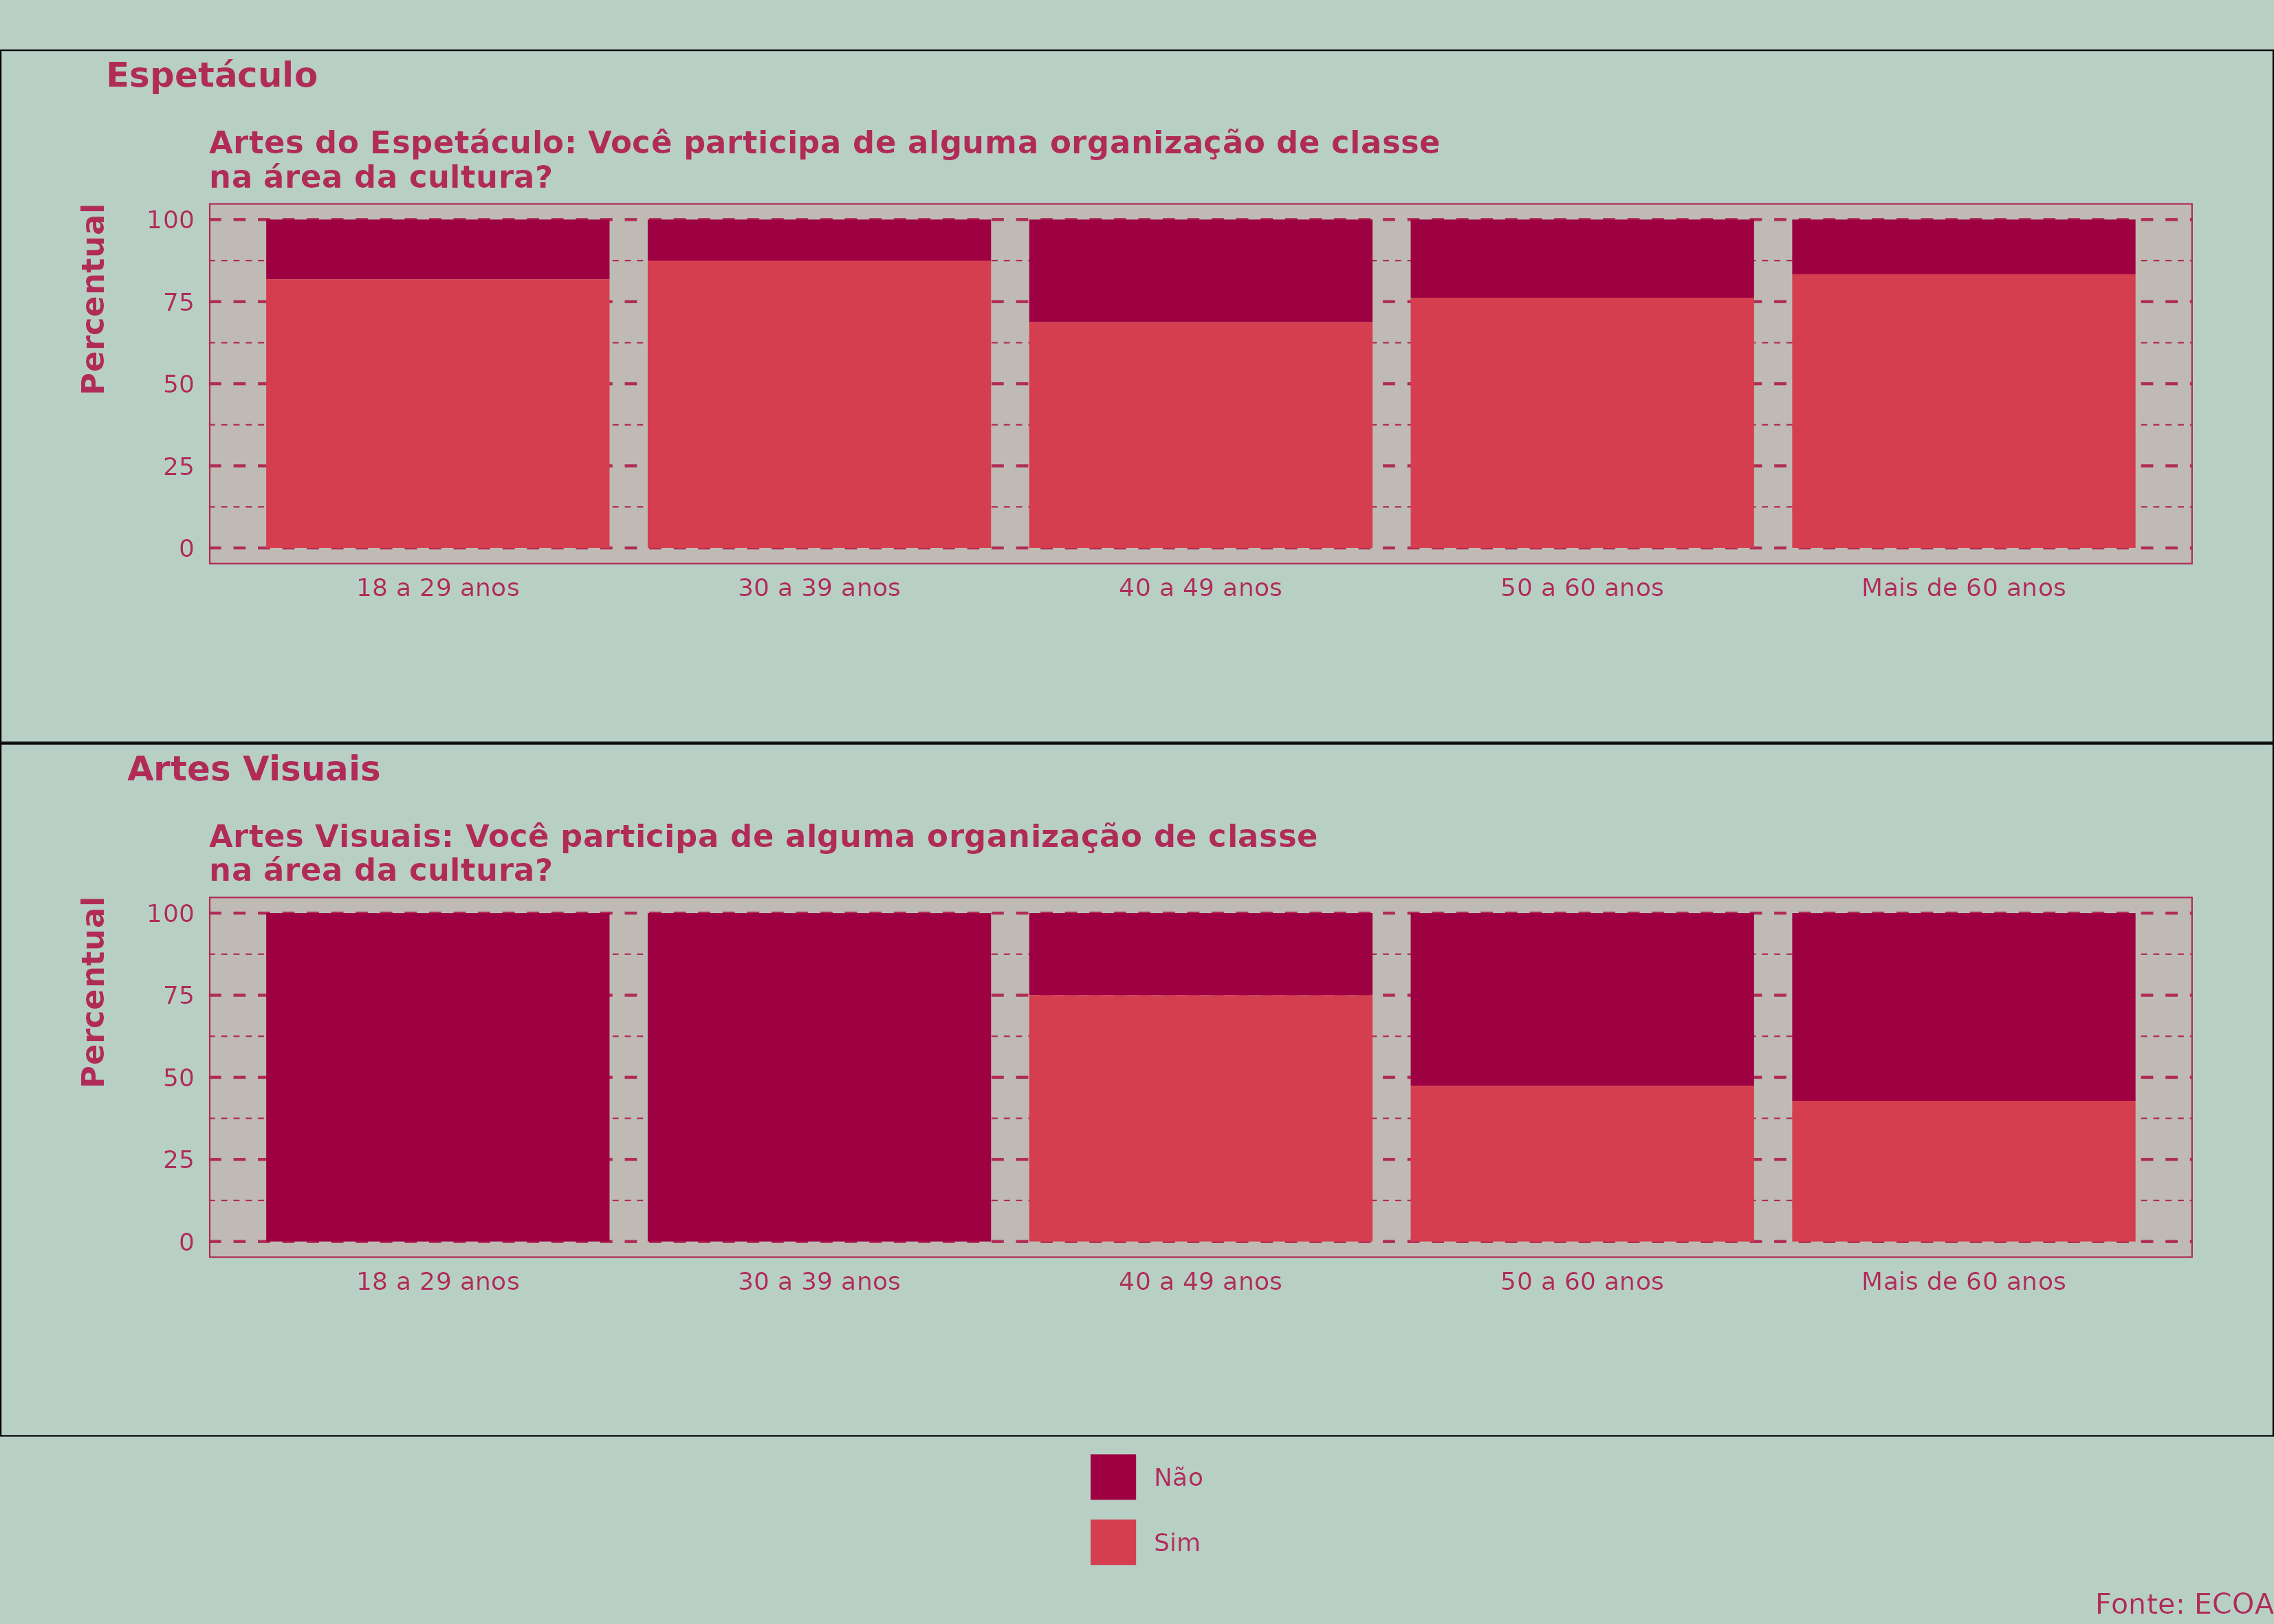 Espetáculo
Artes do Espetáculo: Você participa de alguma organização de classe
na área da cultura?
Percentual
100
75
50
25
0
18 a 29 anos
30 a 39 anos
40 a 49 anos
50 a 60 anos
Mais de 60 anos
Artes Visuais
Artes Visuais: Você participa de alguma organização de classe
na área da cultura?
Percentual
100
75
50
25
0
18 a 29 anos
30 a 39 anos
40 a 49 anos
50 a 60 anos
Mais de 60 anos
Não
Sim
Fonte: ECOA